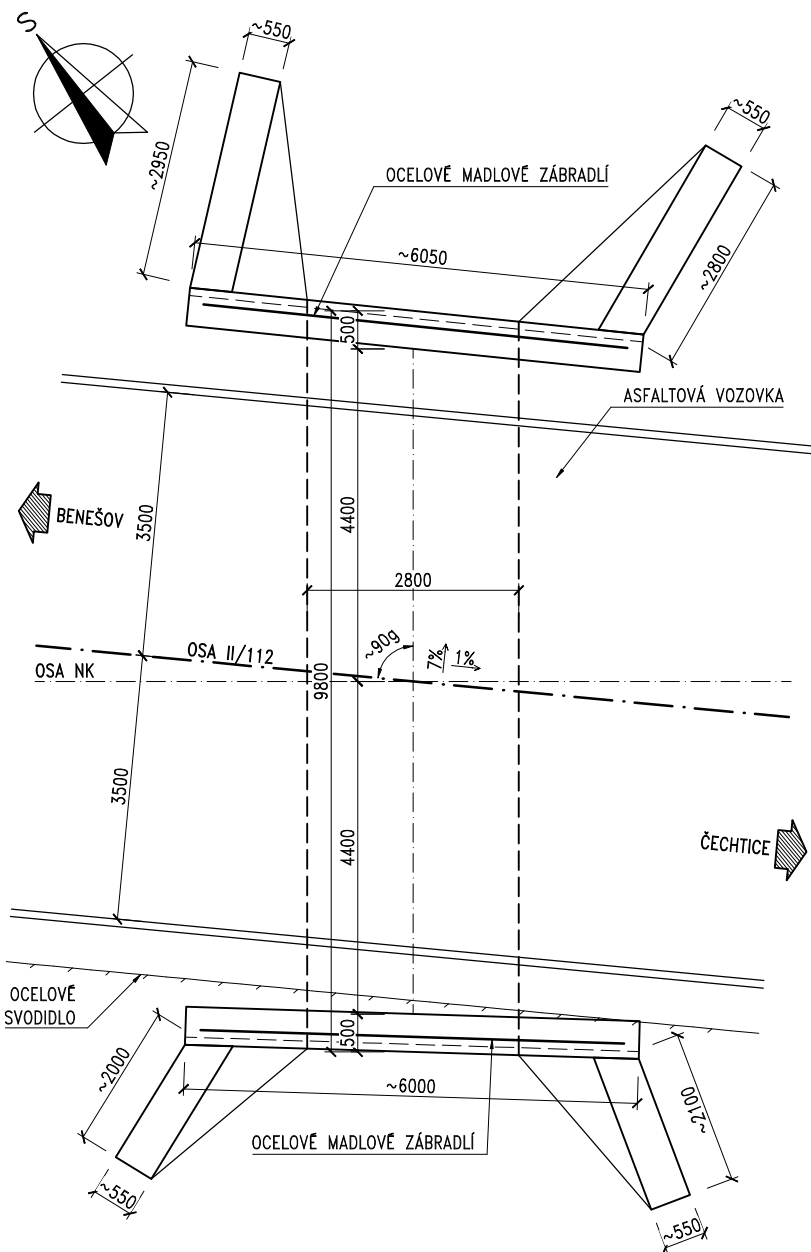 S
~550
~550
~2950
OCELOVÉ MADLOVÉ ZÁBRADLÍ
~6050
~2800
500
ASFALTOVÁ VOZOVKA
3500
BENEŠOV
4400
2800
~90g
7%
1%
OSA II/112
OSA NK
9800
3500
4400
ČECHTICE
OCELOVÉ
SVODIDLO
500
~2000
~6000
~2100
OCELOVÉ MADLOVÉ ZÁBRADLÍ
~550
~550